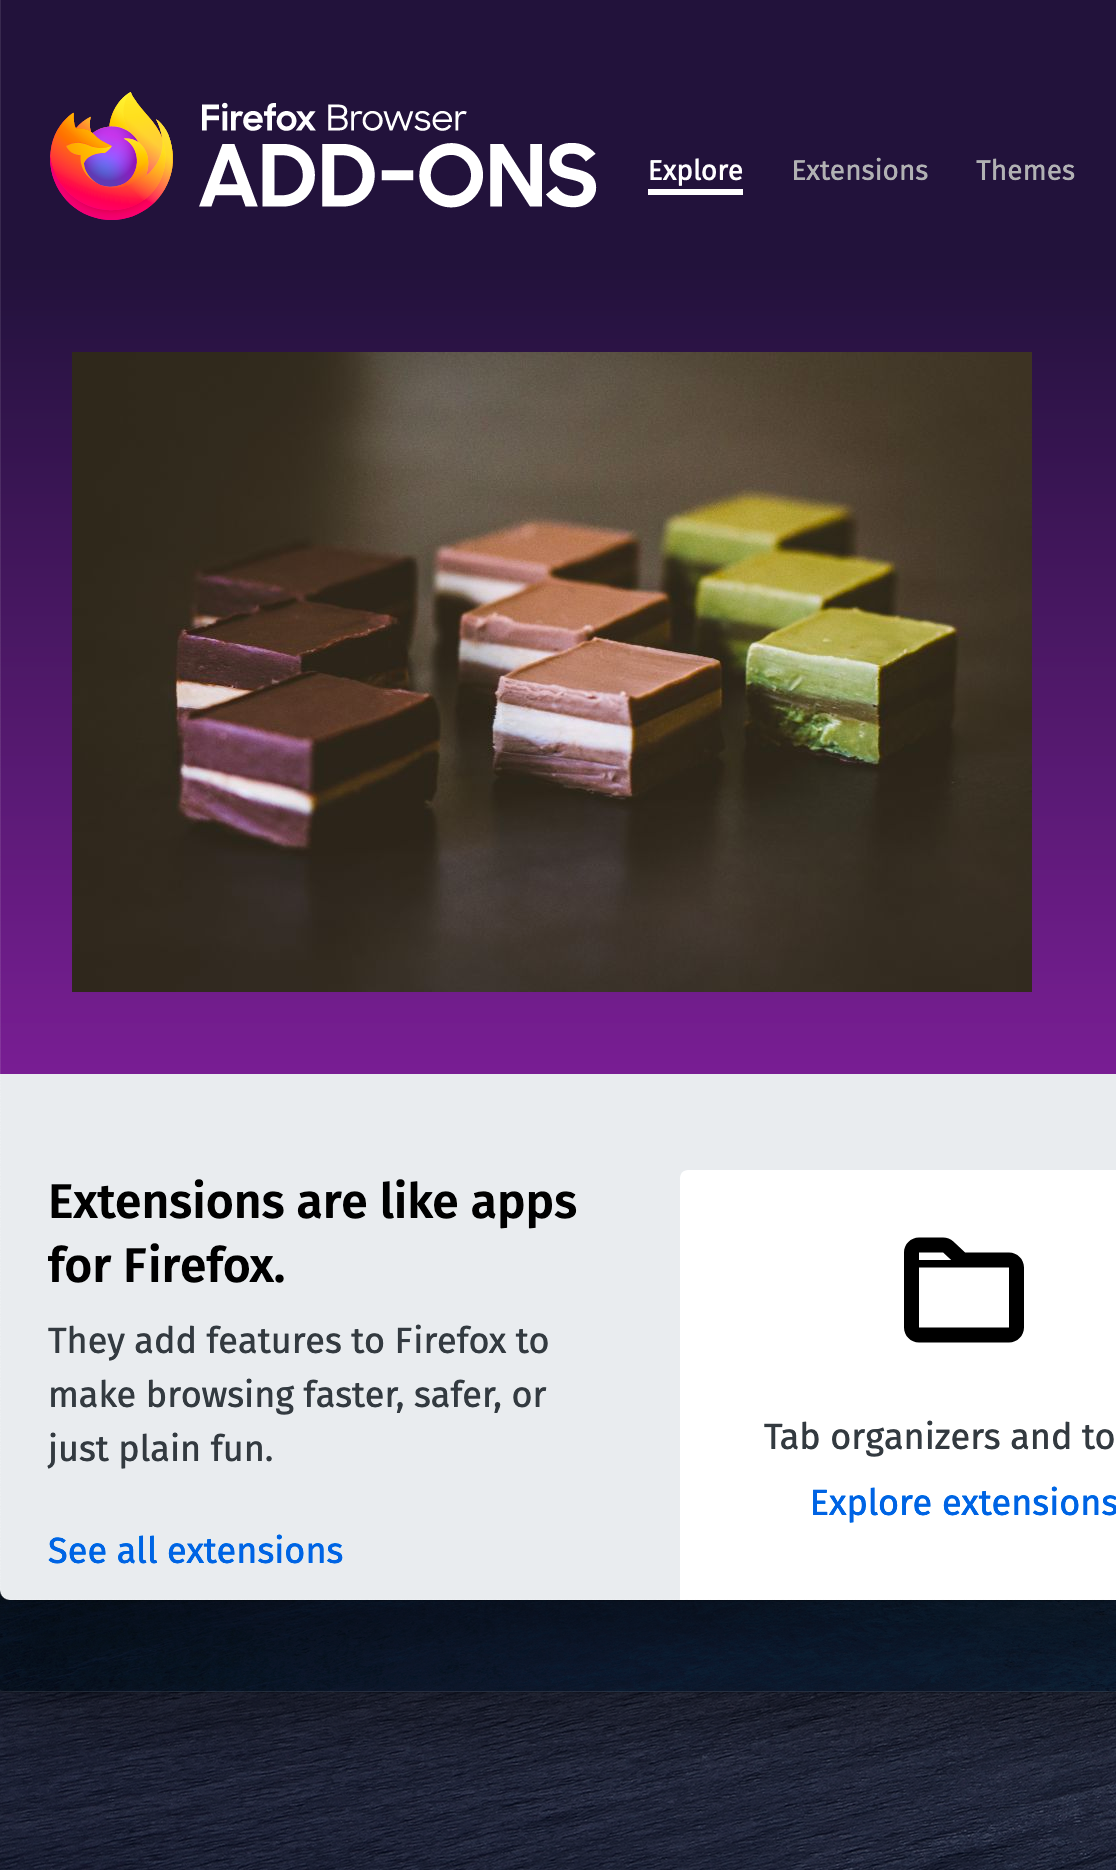 Firefox Browser
ADD-ONS
Explore Extensions Themes
Extensions are like apps
for Firefox.
They add features to Firefox to
make browsing faster, safer, or
just plain fun.
See all extensions
Tab organizers and to
Explore extensions